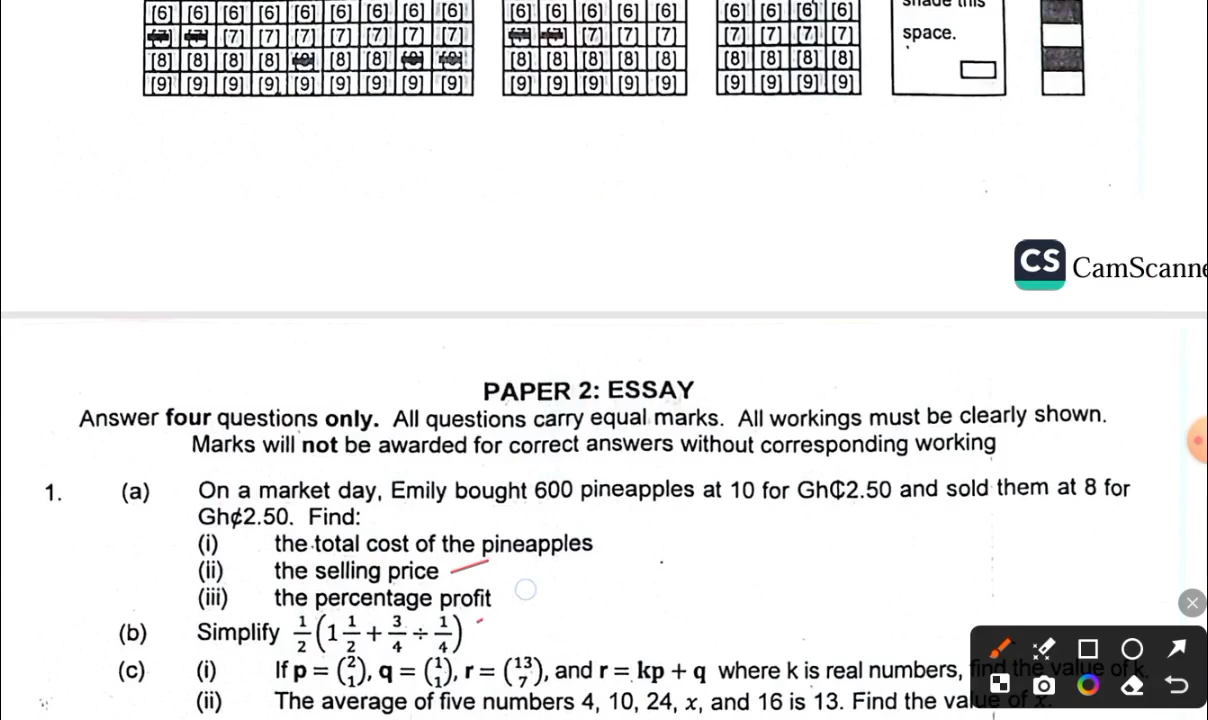 [6] [6] [6] [6] [6] [6] [6] [6] [6] [6] [6] [6] [6] [6] [6] [6] [6] [6] shade this
[7] [7] [7] [7] [7] [7] [7] [7] [7] [7] [7] [7] [7] [7] space.
[8] [8] [8] [8] [8] [8] [8] [8] [8] [8] [8] [8] [8] [8] [8]
[9] [9] [9] [9] [9] [9] [9] [9] [9] [9] [9] [9] [9] [9] [9] [9] [9] [9]
CS CamScanne
PAPER 2: ESSAY
Answer four questions only. All questions carry equal marks. All workings must be clearly shown.
Marks will not be awarded for correct answers without corresponding working
1. (a) On a market day, Emily bought 600 pineapples at 10 for Gh₵2.50 and sold them at 8 for
Gh¢2.50. Find:
(i) the total cost of the pineapples
(ii) the selling price
(iii) the percentage profit
(b) Simplify 1/2 (1 1/2 + 3/4 ÷ 1/4)
(c) (i) If p = (2 1), q = (1 1), r = (13 7), and r = kp + q where k is real numbers, find the value of k.
(ii) The average of five numbers 4, 10, 24, x, and 16 is 13. Find the value of x.